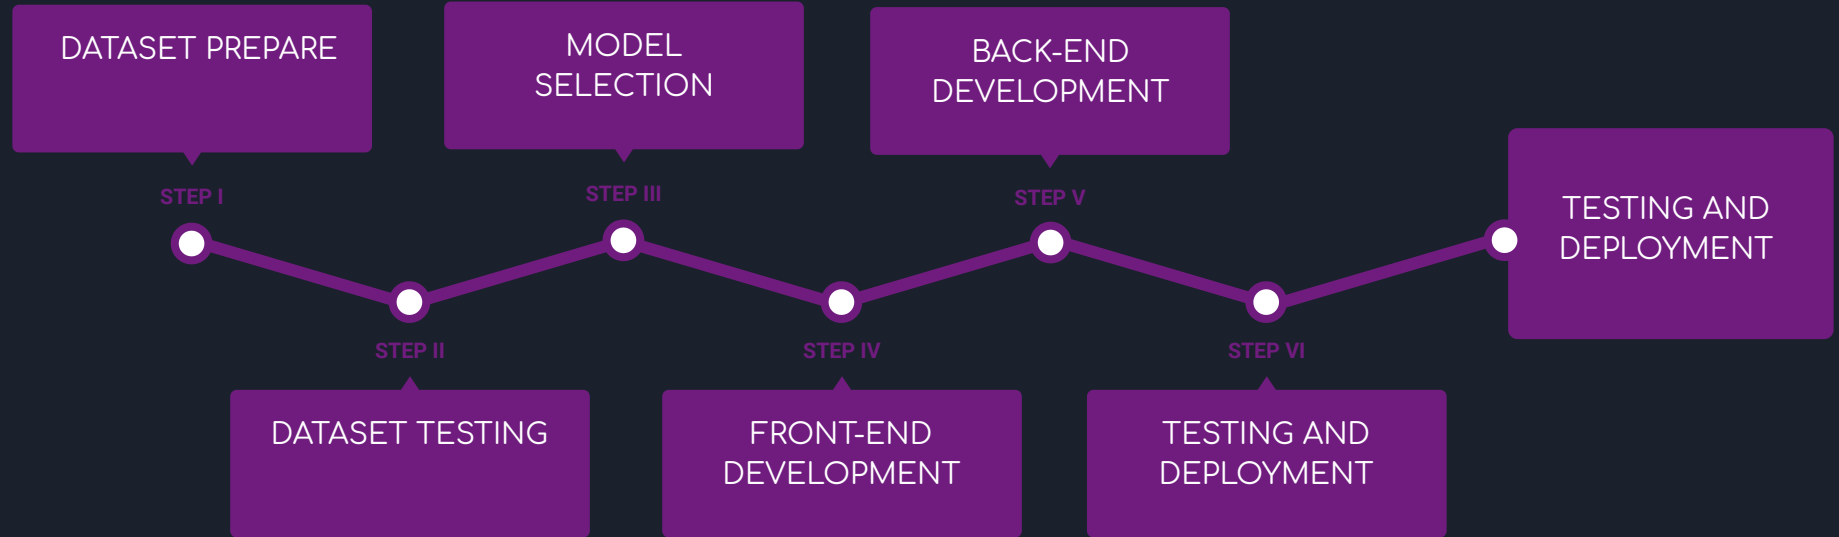 DATASET PREPARE
STEP I
STEP II
DATASET TESTING
MODEL
SELECTION
STEP III
STEP IV
FRONT-END
DEVELOPMENT
BACK-END
DEVELOPMENT
STEP V
STEP VI
TESTING AND
DEPLOYMENT
TESTING AND
DEPLOYMENT